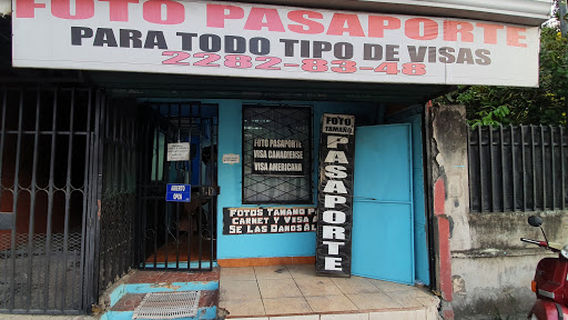 FOTO PASAPORTE
PARA TODO TIPO DE VISAS
2282-83-48
FOTO PASAPORTE
VISA CANADIENSE
VISA AMERICANA
FOTO
TAMAÑO
PASAPORTE
ABIERTO
OPEN
FOTOS TAMAÑO
CARNET Y VISA
SE LAS DAMOS AL